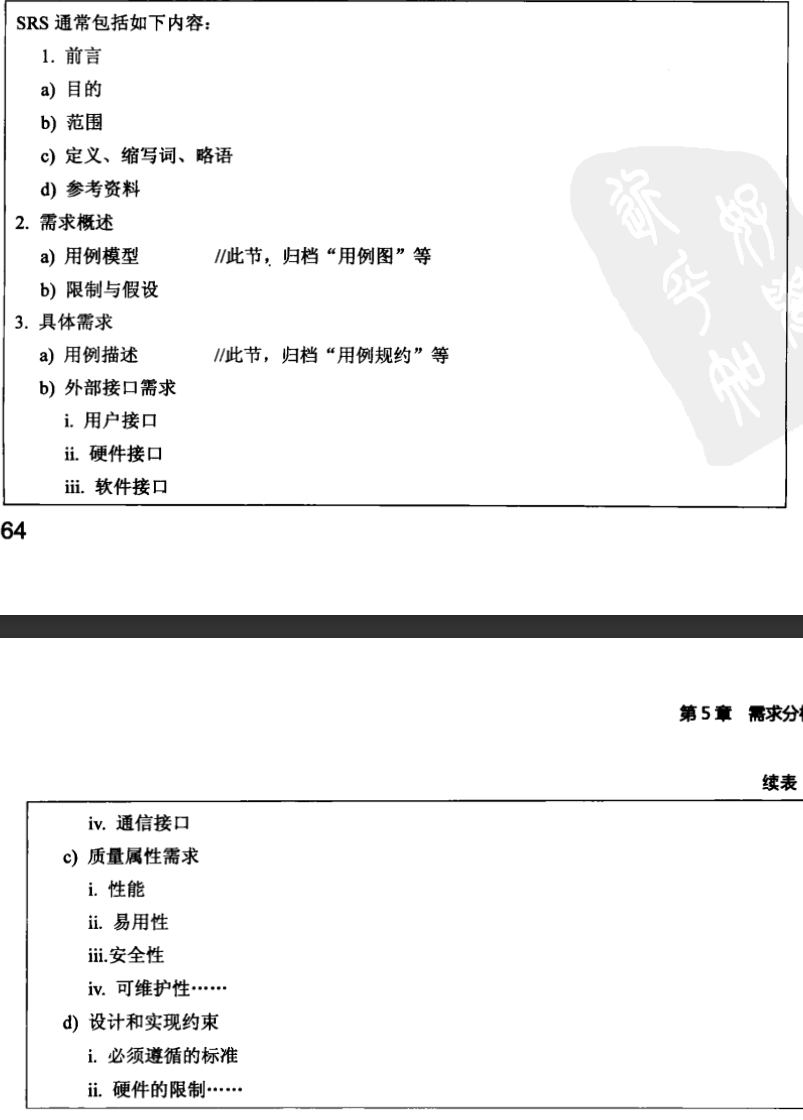 SRS 通常包括如下内容：
1. 前言
a) 目的
b) 范围
c) 定义、缩写词、略语
d) 参考资料
2. 需求概述
a) 用例模型 //此节，归档“用例图”等
b) 限制与假设
3. 具体需求
a) 用例描述 //此节，归档“用例规约”等
b) 外部接口需求
i. 用户接口
ii. 硬件接口
iii. 软件接口
64
第 5 章 需求分
续表
iv. 通信接口
c) 质量属性需求
i. 性能
ii. 易用性
iii.安全性
iv. 可维护性……
d) 设计和实现约束
i. 必须遵循的标准
ii. 硬件的限制……